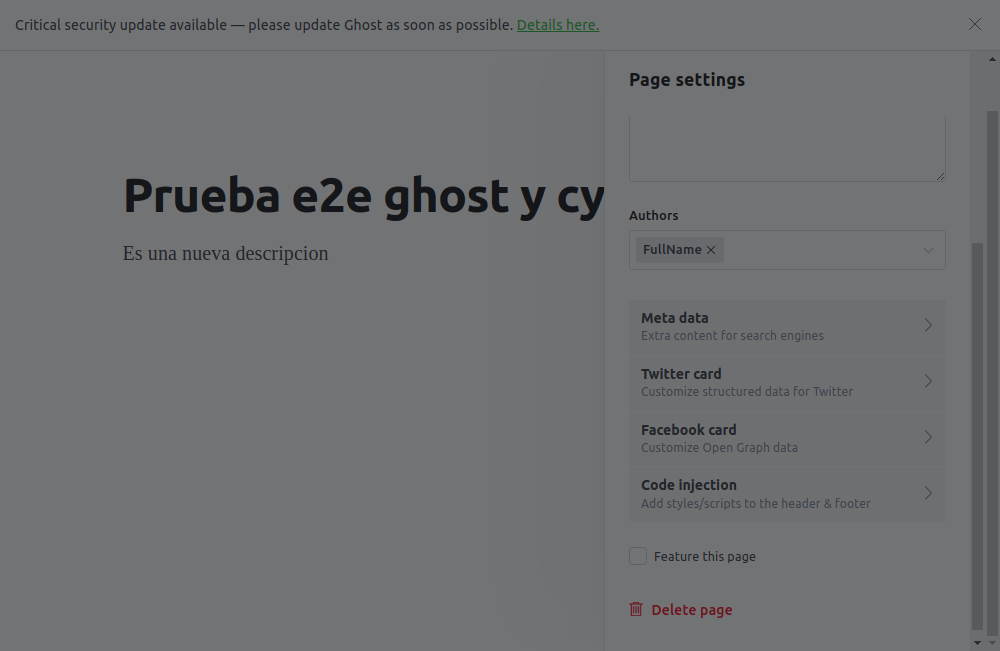 Critical security update available — please update Ghost as soon as possible. Details here.
Page settings
Prueba e2e ghost y cy
Es una nueva descripcion
Authors
FullName
Meta data
Extra content for search engines
Twitter card
Customize structured data for Twitter
Facebook card
Customize Open Graph data
Code injection
Add styles/scripts to the header & footer
Feature this page
Delete page